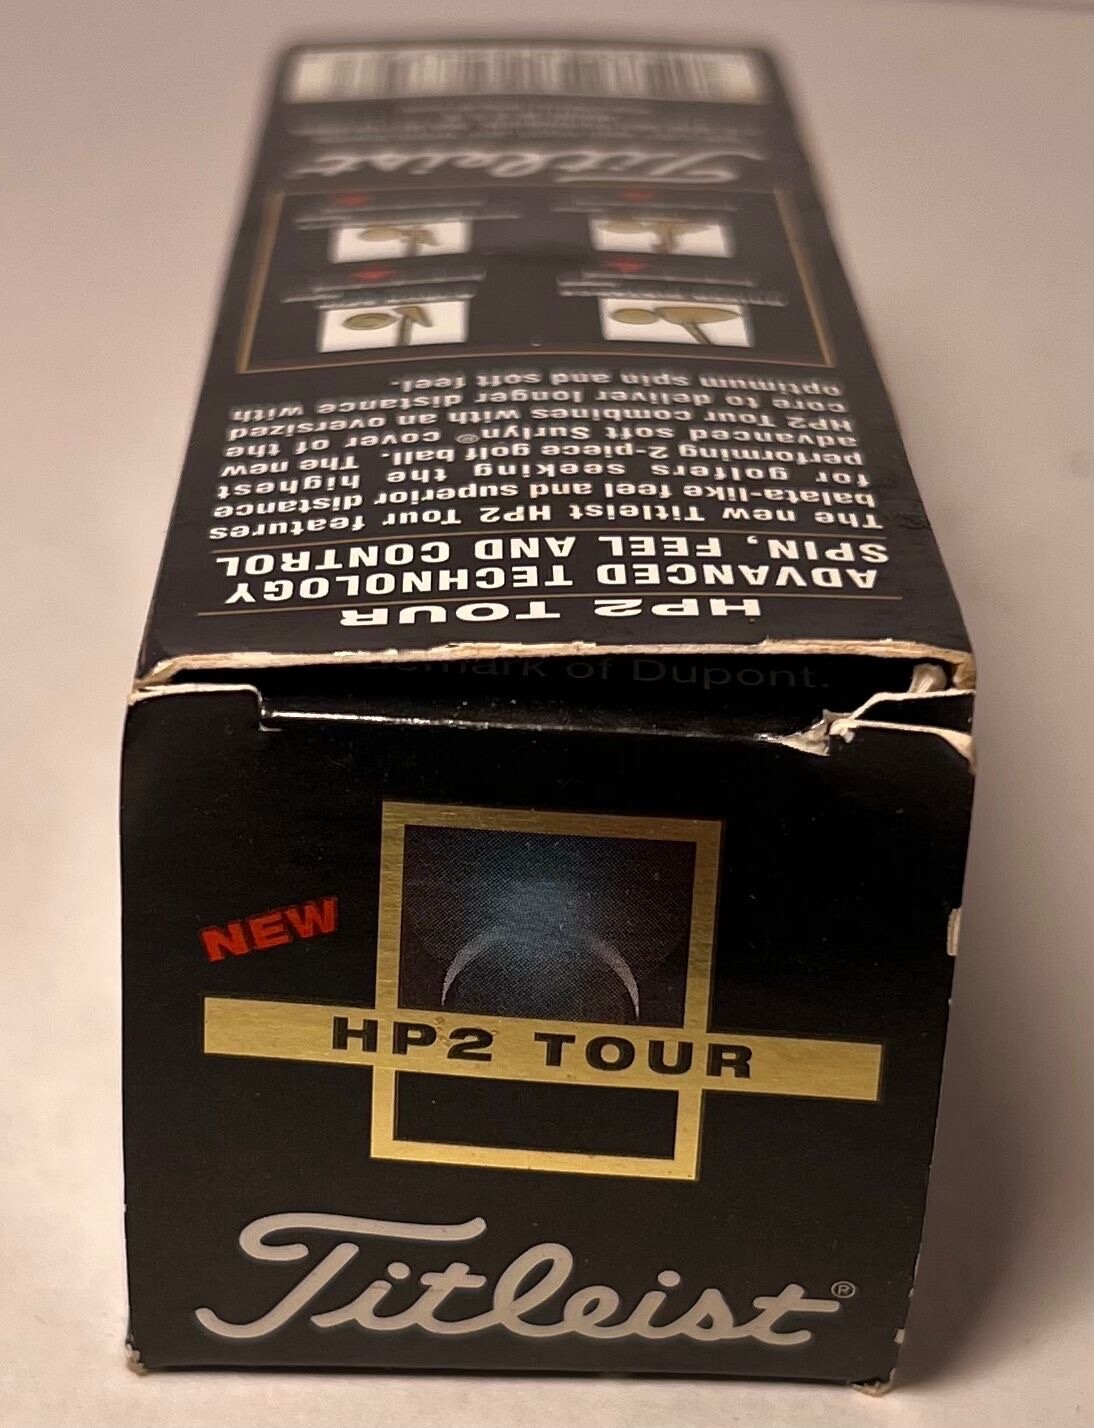 Titleist
HP2 TOUR
ADVANCED TECHNOLOGY
SPIN, FEEL AND CONTROL
The new Titleist HP2 Tour features
balata-like feel and superior distance
for golfers seeking the highest
performing 2-piece golf ball. The new
advanced soft Surlyn® cover of the
HP2 Tour combines with an oversized
core to deliver longer distance with
optimum spin and soft feel.
demark of Dupont.
NEW
HP2 TOUR
Titleist®